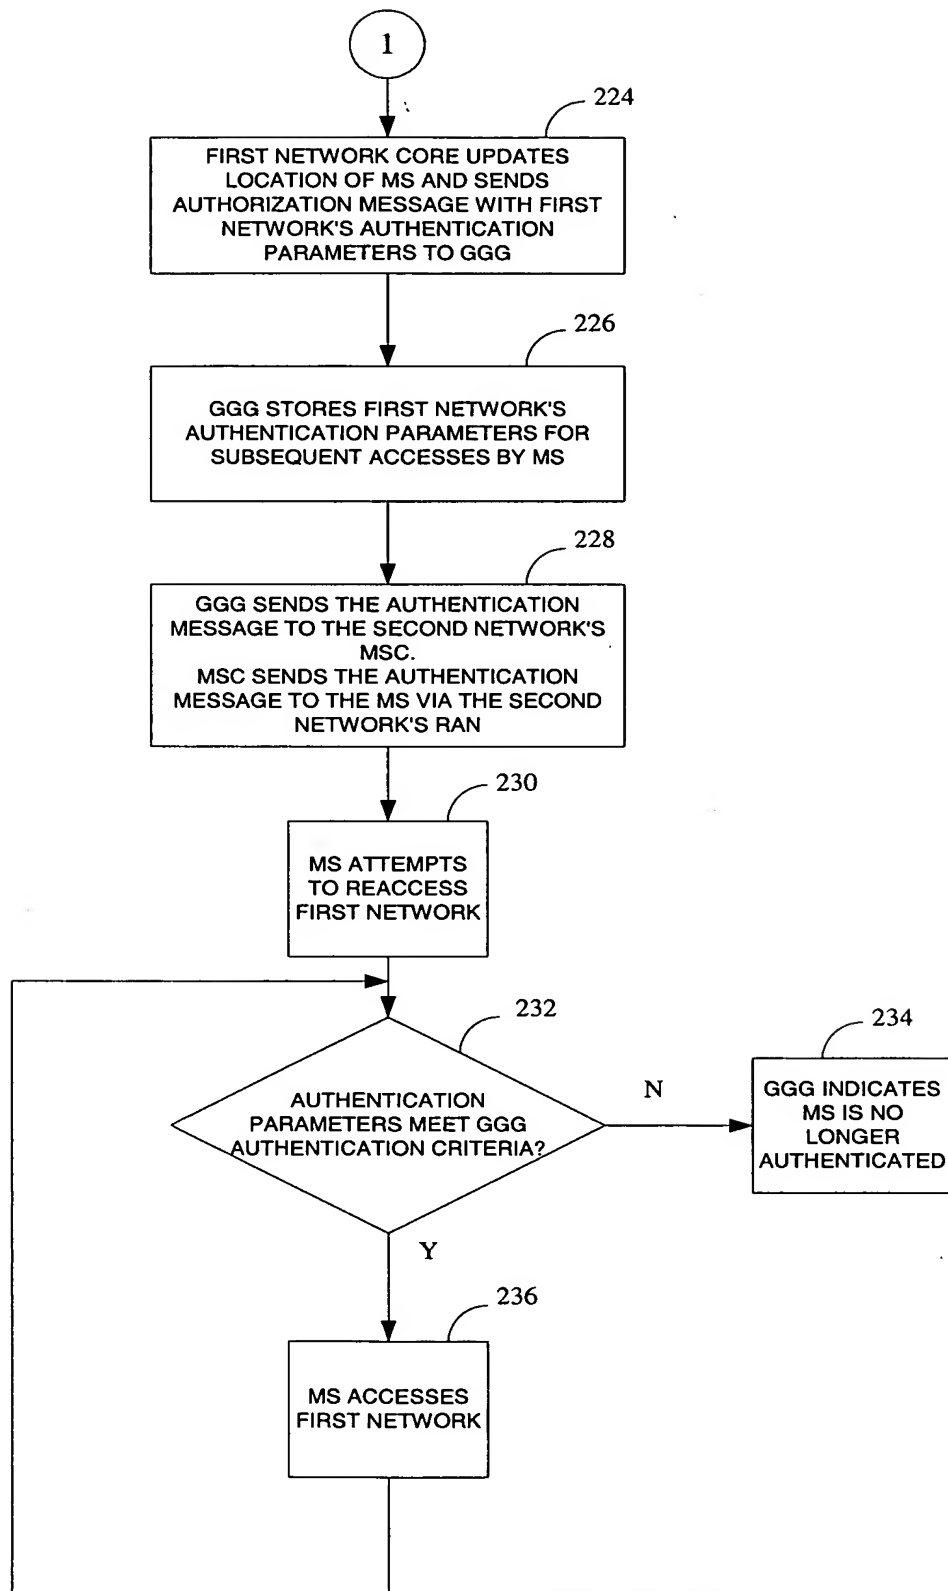 1
224
FIRST NETWORK CORE UPDATES
LOCATION OF MS AND SENDS
AUTHORIZATION MESSAGE WITH FIRST
NETWORK'S AUTHENTICATION
PARAMETERS TO GGG
226
GGG STORES FIRST NETWORK'S
AUTHENTICATION PARAMETERS FOR
SUBSEQUENT ACCESSES BY MS
228
GGG SENDS THE AUTHENTICATION
MESSAGE TO THE SECOND NETWORK'S
MSC.
MSC SENDS THE AUTHENTICATION
MESSAGE TO THE MS VIA THE SECOND
NETWORK'S RAN
230
MS ATTEMPTS
TO REACCESS
FIRST NETWORK
232
AUTHENTICATION
PARAMETERS MEET GGG
AUTHENTICATION CRITERIA?
N
234
GGG INDICATES
MS IS NO
LONGER
AUTHENTICATED
Y
236
MS ACCESSES
FIRST NETWORK